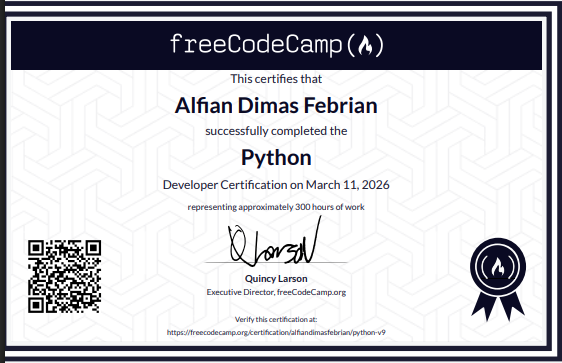 freeCodeCamp(🔥)
This certifies that
Alfian Dimas Febrian
successfully completed the
Python
Developer Certification on March 11, 2026
representing approximately 300 hours of work
Quincy Larson
Executive Director, freeCodeCamp.org
Verify this certification at:
https://freecodecamp.org/certification/alfiandimasfebrian/python-v9